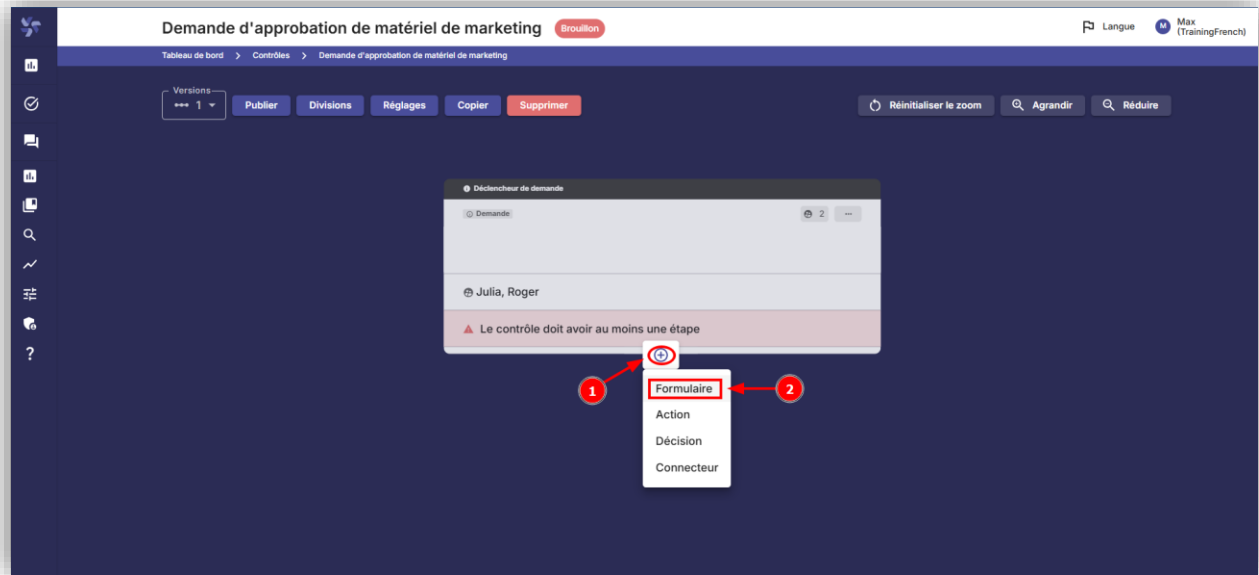 Demande d'approbation de matériel de marketing Brouillon
Langue
M Max
(TrainingFrench)
Tableau de bord > Contrôles > Demande d'approbation de matériel de marketing
Versions
1 Publier Divisions Réglages Copier Supprimer
Réinitialiser le zoom Agrandir Réduire
Déclencheur de demande
Demande 2 ...
Julia, Roger
Le contrôle doit avoir au moins une étape
1
Formulaire 2
Action
Décision
Connecteur
?